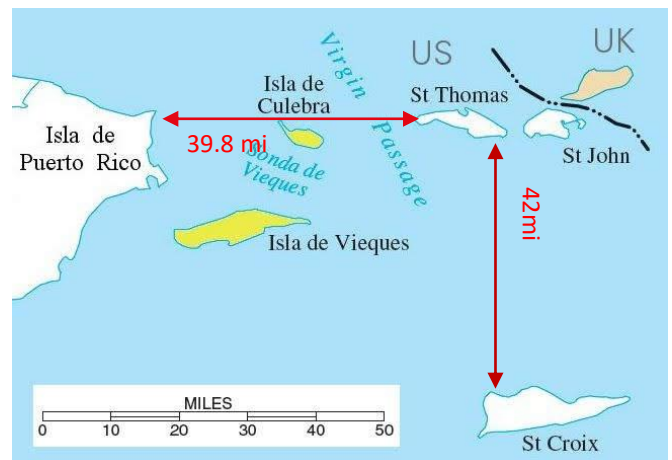 US
UK
Virgin
Passage
Isla de
Culebra
St Thomas
Isla de
Puerto Rico
39.8 mi
Sonda de
Vieques
St John
42mi
Isla de Vieques
MILES
0 10 20 30 40 50
St Croix